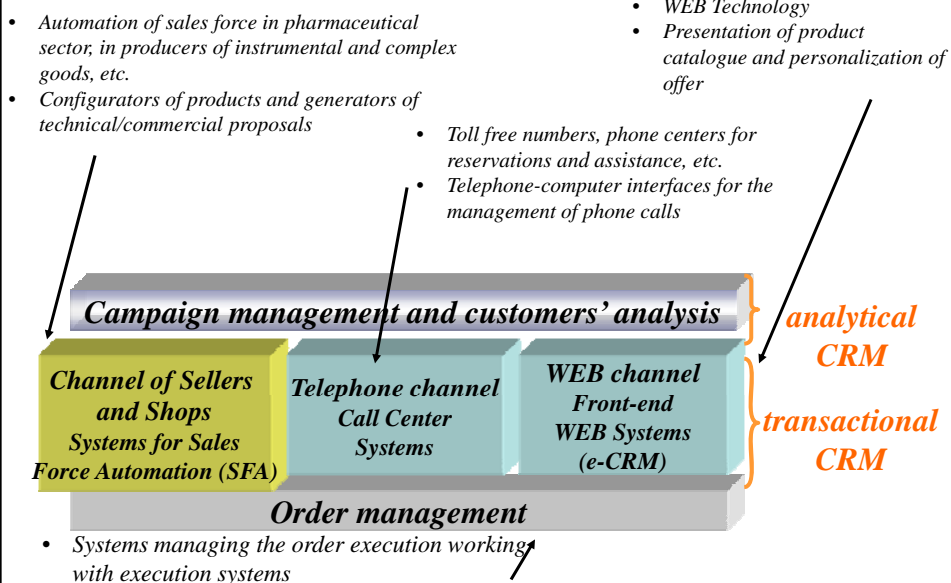 • Automation of sales force in pharmaceutical
sector, in producers of instrumental and complex
goods, etc.
• Configurators of products and generators of
technical/commercial proposals
• WEB Technology
• Presentation of product
catalogue and personalization of
offer
• Toll free numbers, phone centers for
reservations and assistance, etc.
• Telephone-computer interfaces for the
management of phone calls
Campaign management and customers’ analysis
analytical
CRM
Channel of Sellers
and Shops
Systems for Sales
Force Automation (SFA)
Telephone channel
Call Center
Systems
WEB channel
Front-end
WEB Systems
(e-CRM)
transactional
CRM
Order management
• Systems managing the order execution working
with execution systems